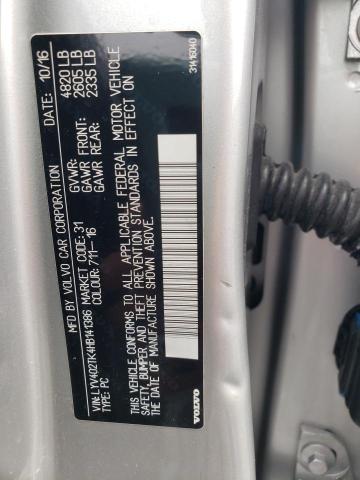 MFD BY VOLVO CAR CORPORATION 10/16
GVWR: 4820 LB
GAWR FRONT: 2605 LB
GAWR REAR: 2335 LB
VIN: LYV402TK4HB141386 MARKET CODE: 31
TYPE: PC COLOUR: 711-16
THIS VEHICLE CONFORMS TO ALL APPLICABLE FEDERAL MOTOR VEHICLE
SAFETY, BUMPER AND THEFT PREVENTION STANDARDS IN EFFECT ON
THE DATE OF MANUFACTURE SHOWN ABOVE.
VOLVO 31416040